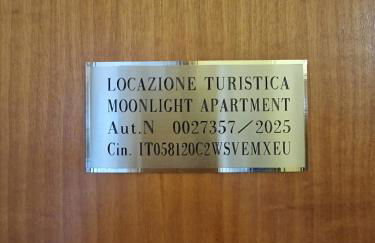 LOCAZIONE TURISTICA
MOONLIGHT APARTMENT
Aut.N 0027357/2025
Cin. IT058120C2WSVEMXEU